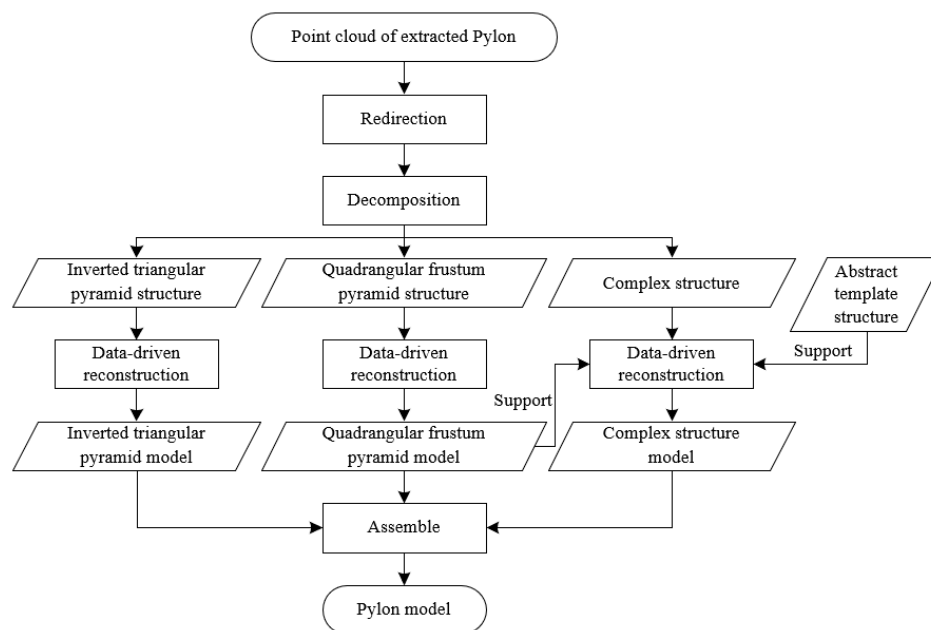 Point cloud of extracted Pylon
Redirection
Decomposition
Inverted triangular
pyramid structure
Quadrangular frustum
pyramid structure
Complex structure
Abstract
template
structure
Data-driven
reconstruction
Data-driven
reconstruction
Data-driven
reconstruction
Support
Support
Inverted triangular
pyramid model
Quadrangular frustum
pyramid model
Complex structure
model
Assemble
Pylon model